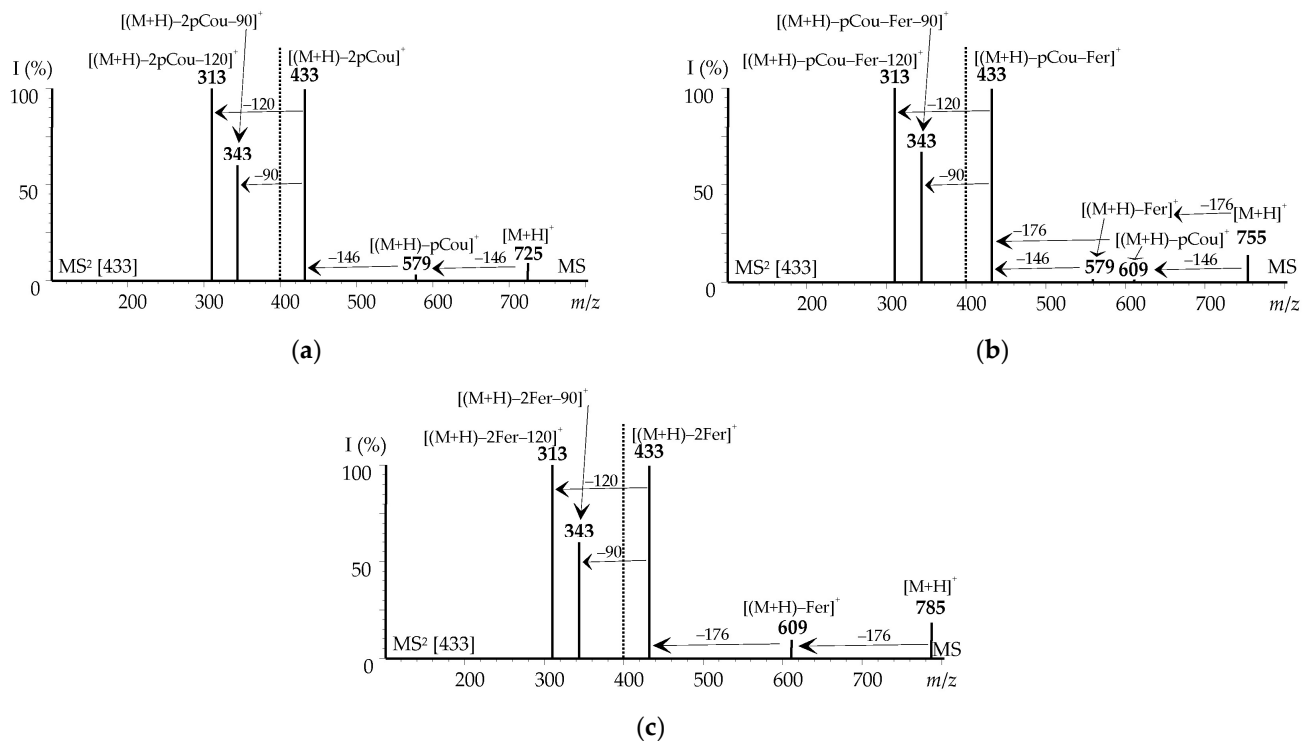 [(M+H)–2pCou–90]⁺
[(M+H)–2pCou–120]⁺ [(M+H)–2pCou]⁺
I (%)
313 433
100
–120
343
–90
50
[(M+H)–pCou]⁺ [M+H]⁺
–146 579 –146 725
MS² [433] MS
0
200 300 400 500 600 700 m/z
(a)
[(M+H)–pCou–Fer–90]⁺
[(M+H)–pCou–Fer–120]⁺ [(M+H)–pCou–Fer]⁺
I (%)
313 433
100
–120
343
–90
50
[(M+H)–Fer]⁺ –176 [M+H]⁺
–176 [(M+H)–pCou]⁺ 755
–146 579 609 –146
MS² [433] MS
0
200 300 400 500 600 700 m/z
(b)
[(M+H)–2Fer–90]⁺
[(M+H)–2Fer–120]⁺ [(M+H)–2Fer]⁺
I (%)
313 433
100
–120
343
–90
50
[(M+H)–Fer]⁺ [M+H]⁺
785
–176 609 –176
MS² [433] MS
0
200 300 400 500 600 700 m/z
(c)